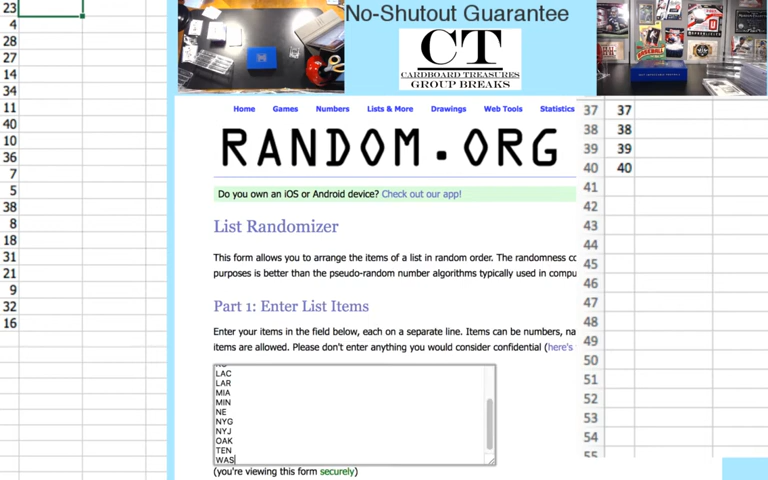 23
4
28
27
14
34
11
40
10
36
7
5
38
8
18
31
21
9
32
16
No-Shutout Guarantee
CT
CARDBOARD TREASURES
GROUP BREAKS
Home Games Numbers Lists & More Drawings Web Tools Statistics
RANDOM.ORG
Do you own an iOS or Android device? Check out our app!
List Randomizer
This form allows you to arrange the items of a list in random order. The randomness co
purposes is better than the pseudo-random number algorithms typically used in compu
Part 1: Enter List Items
Enter your items in the field below, each on a separate line. Items can be numbers, na
items are allowed. Please don't enter anything you would consider confidential (here's
LAC
LAR
MIA
MIN
NE
NYG
NYJ
OAK
TEN
WAS
(you're viewing this form securely)
37 37
38 38
39 39
40 40
41
42
43
44
45
46
47
48
49
50
51
52
53
54
55